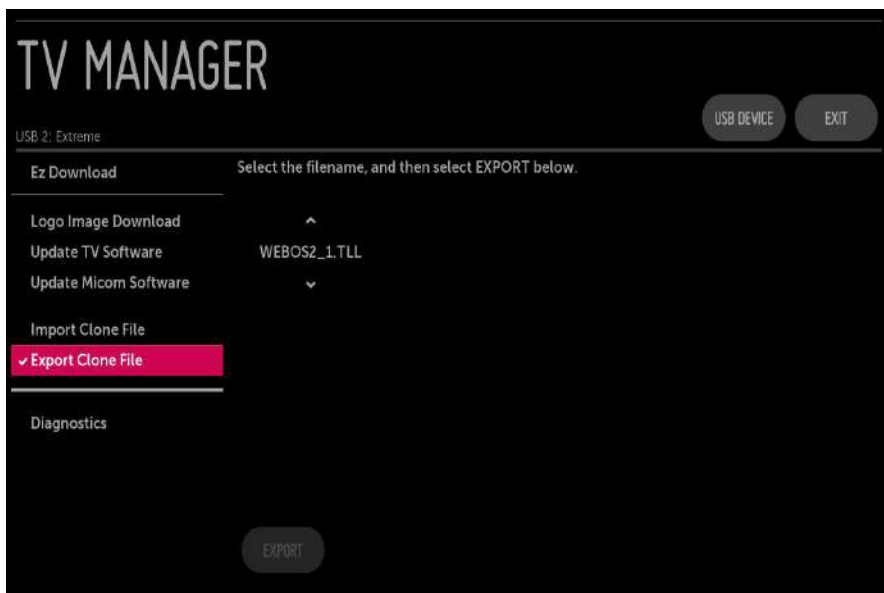 TV MANAGER
USB 2: Extreme
USB DEVICE
EXIT
Ez Download
Select the filename, and then select EXPORT below.
Logo Image Download
Update TV Software
WEBOS2_1.TLL
Update Micom Software
Import Clone File
Export Clone File
Diagnostics
EXPORT